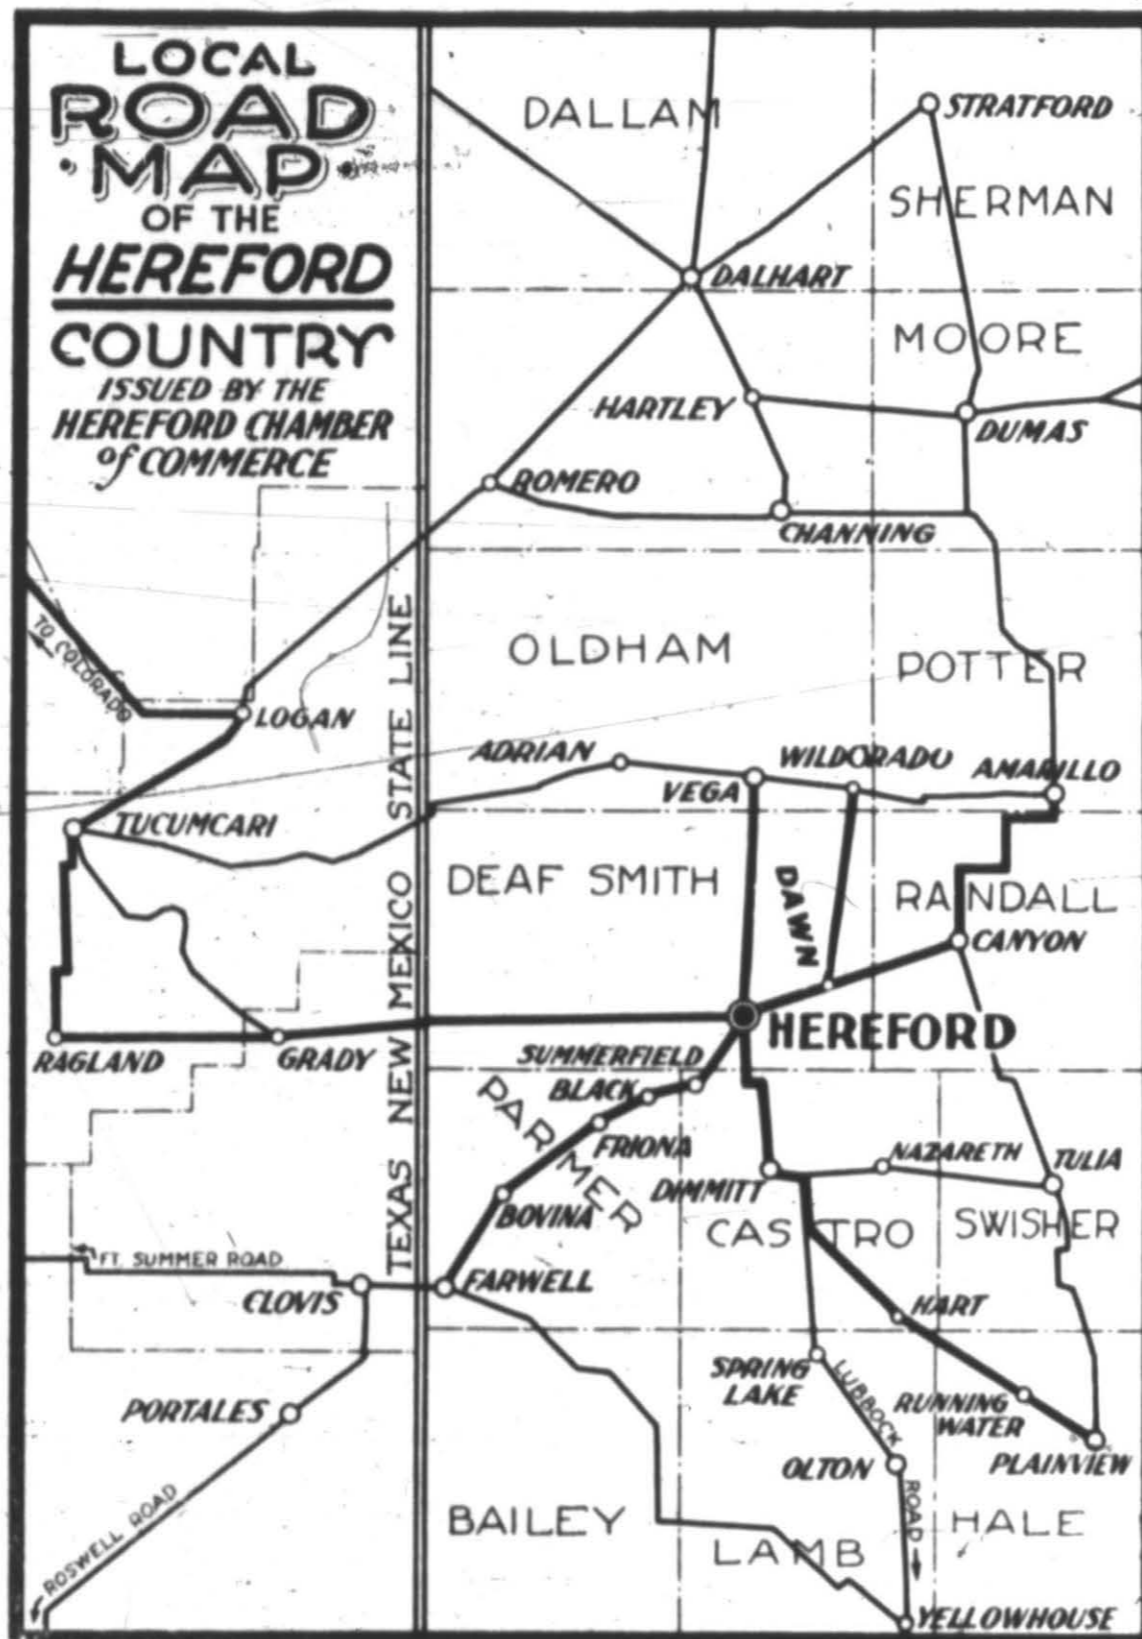 LOCAL
ROAD
MAP
OF THE
HEREFORD
COUNTRY
ISSUED BY THE
HEREFORD CHAMBER
of COMMERCE
DALLAM
STRATFORD
SHERMAN
DALHART
MOORE
HARTLEY
DUMAS
ROMERO
CHANNING
OLDHAM
POTTER
TO COLORADO
LOGAN
TEXAS NEW MEXICO STATE LINE
ADRIAN
VEGA
WILDORADO
AMARILLO
TUCUMCARI
DEAF SMITH
DAWN
RANDALL
CANYON
HEREFORD
RAGLAND
GRADY
SUMMERFIELD
BLACK
PARMER
FRIONA
NAZARETH
TULIA
DIMMITT
BOVINA
CASTRO
SWISHER
FT. SUMMER ROAD
CLOVIS
FARWELL
HART
SPRING
LAKE
LUBBOCK
ROAD
RUNNING
WATER
PORTALES
OLTON
PLAINVIEW
ROSWELL ROAD
BAILEY
LAMB
HALE
YELLOWHOUSE